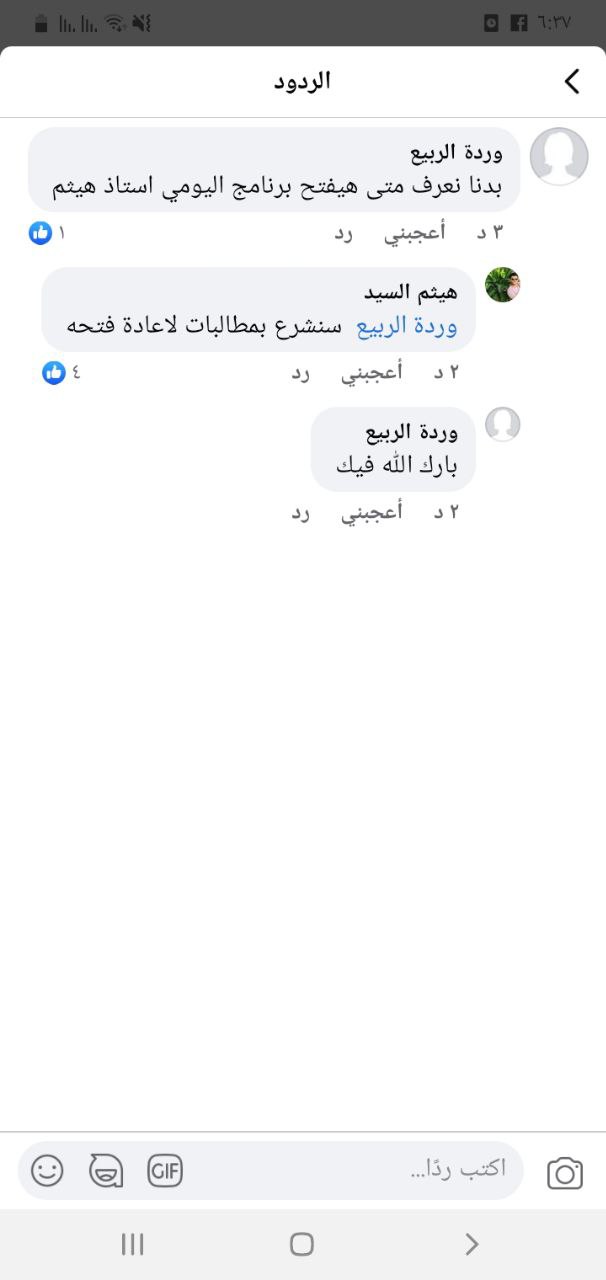 ٦:٣٧
الردود
وردة الربيع
بدنا نعرف متى هيفتح برنامج اليومي استاذ هيثم
٣ د أعجبني رد ١
هيثم السيد
وردة الربيع سنشرع بمطالبات لاعادة فتحه
٢ د أعجبني رد ٤
وردة الربيع
بارك الله فيك
٢ د أعجبني رد
اكتب ردًا... GIF